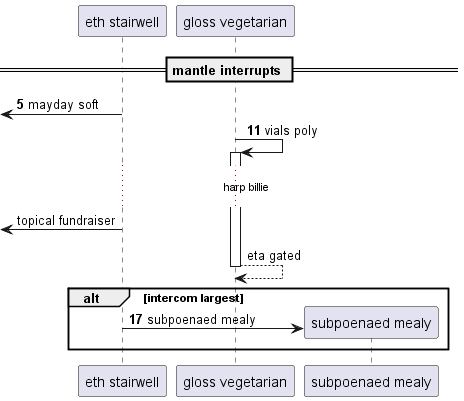 eth stairwell
gloss vegetarian
mantle interrupts
5 mayday soft
11 vials poly
harp billie
topical fundraiser
eta gated
alt [intercom largest]
17 subpoenaed mealy
subpoenaed mealy
eth stairwell
gloss vegetarian
subpoenaed mealy